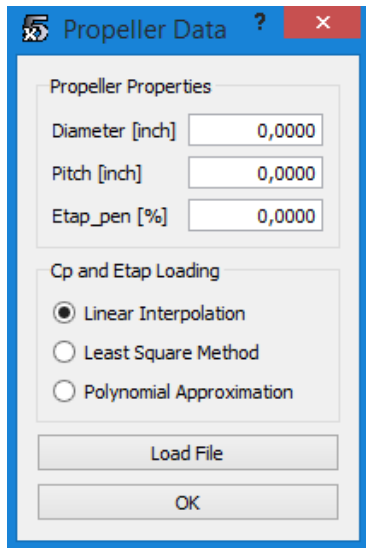 Propeller Data ?
Propeller Properties
Diameter [inch] 0,0000
Pitch [inch] 0,0000
Etap_pen [%] 0,0000
Cp and Etap Loading
Linear Interpolation
Least Square Method
Polynomial Approximation
Load File
OK